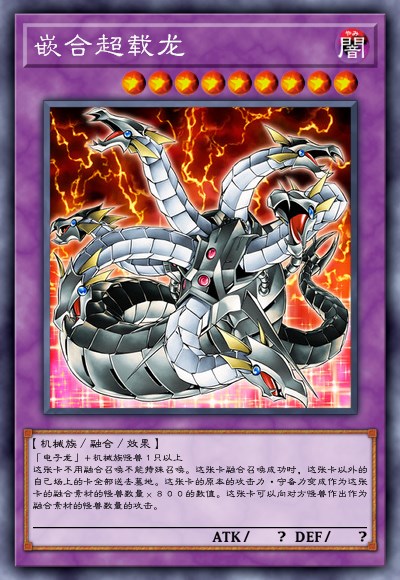 嵌合超载龙
やみ
闇
【机械族／融合／效果】
「电子龙」＋机械族怪兽1只以上
这张卡不用融合召唤不能特殊召唤。这张卡融合召唤成功时，这张卡以外的
自己场上的卡全部送去墓地。这张卡的原本的攻击力·守备力变成作为这张
卡的融合素材的怪兽数量×800的数值。这张卡可以向对方怪兽作出作为
融合素材的怪兽数量的攻击。
ATK/ ? DEF/ ?